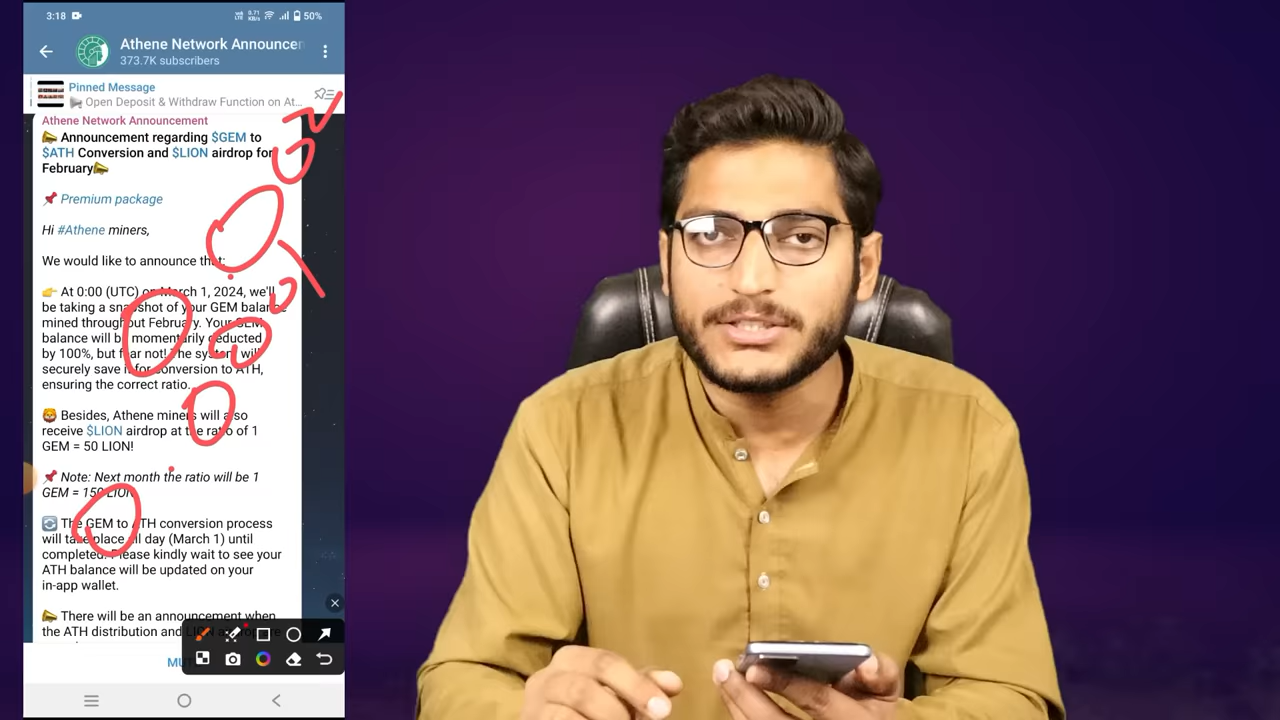 3:18
0.71
KB/s
50%
Athene Network Announcer
373.7K subscribers
Pinned Message
Open Deposit & Withdraw Function on At...
Athene Network Announcement
Announcement regarding $GEM to
$ATH Conversion and $LION airdrop for
February
Premium package
Hi #Athene miners,
We would like to announce that:
At 0:00 (UTC) on March 1, 2024, we'll
be taking a snapshot of your GEM balance
mined throughout February. Your GEM
balance will be momentarily deducted
by 100%, but fear not! The system will
securely save it for conversion to ATH,
ensuring the correct ratio.
Besides, Athene miners will also
receive $LION airdrop at the ratio of 1
GEM = 50 LION!
Note: Next month the ratio will be 1
GEM = 150 LION
The GEM to ATH conversion process
will take place all day (March 1) until
completed. Please kindly wait to see your
ATH balance will be updated on your
in-app wallet.
There will be an announcement when
the ATH distribution and LION airdrop are
MU